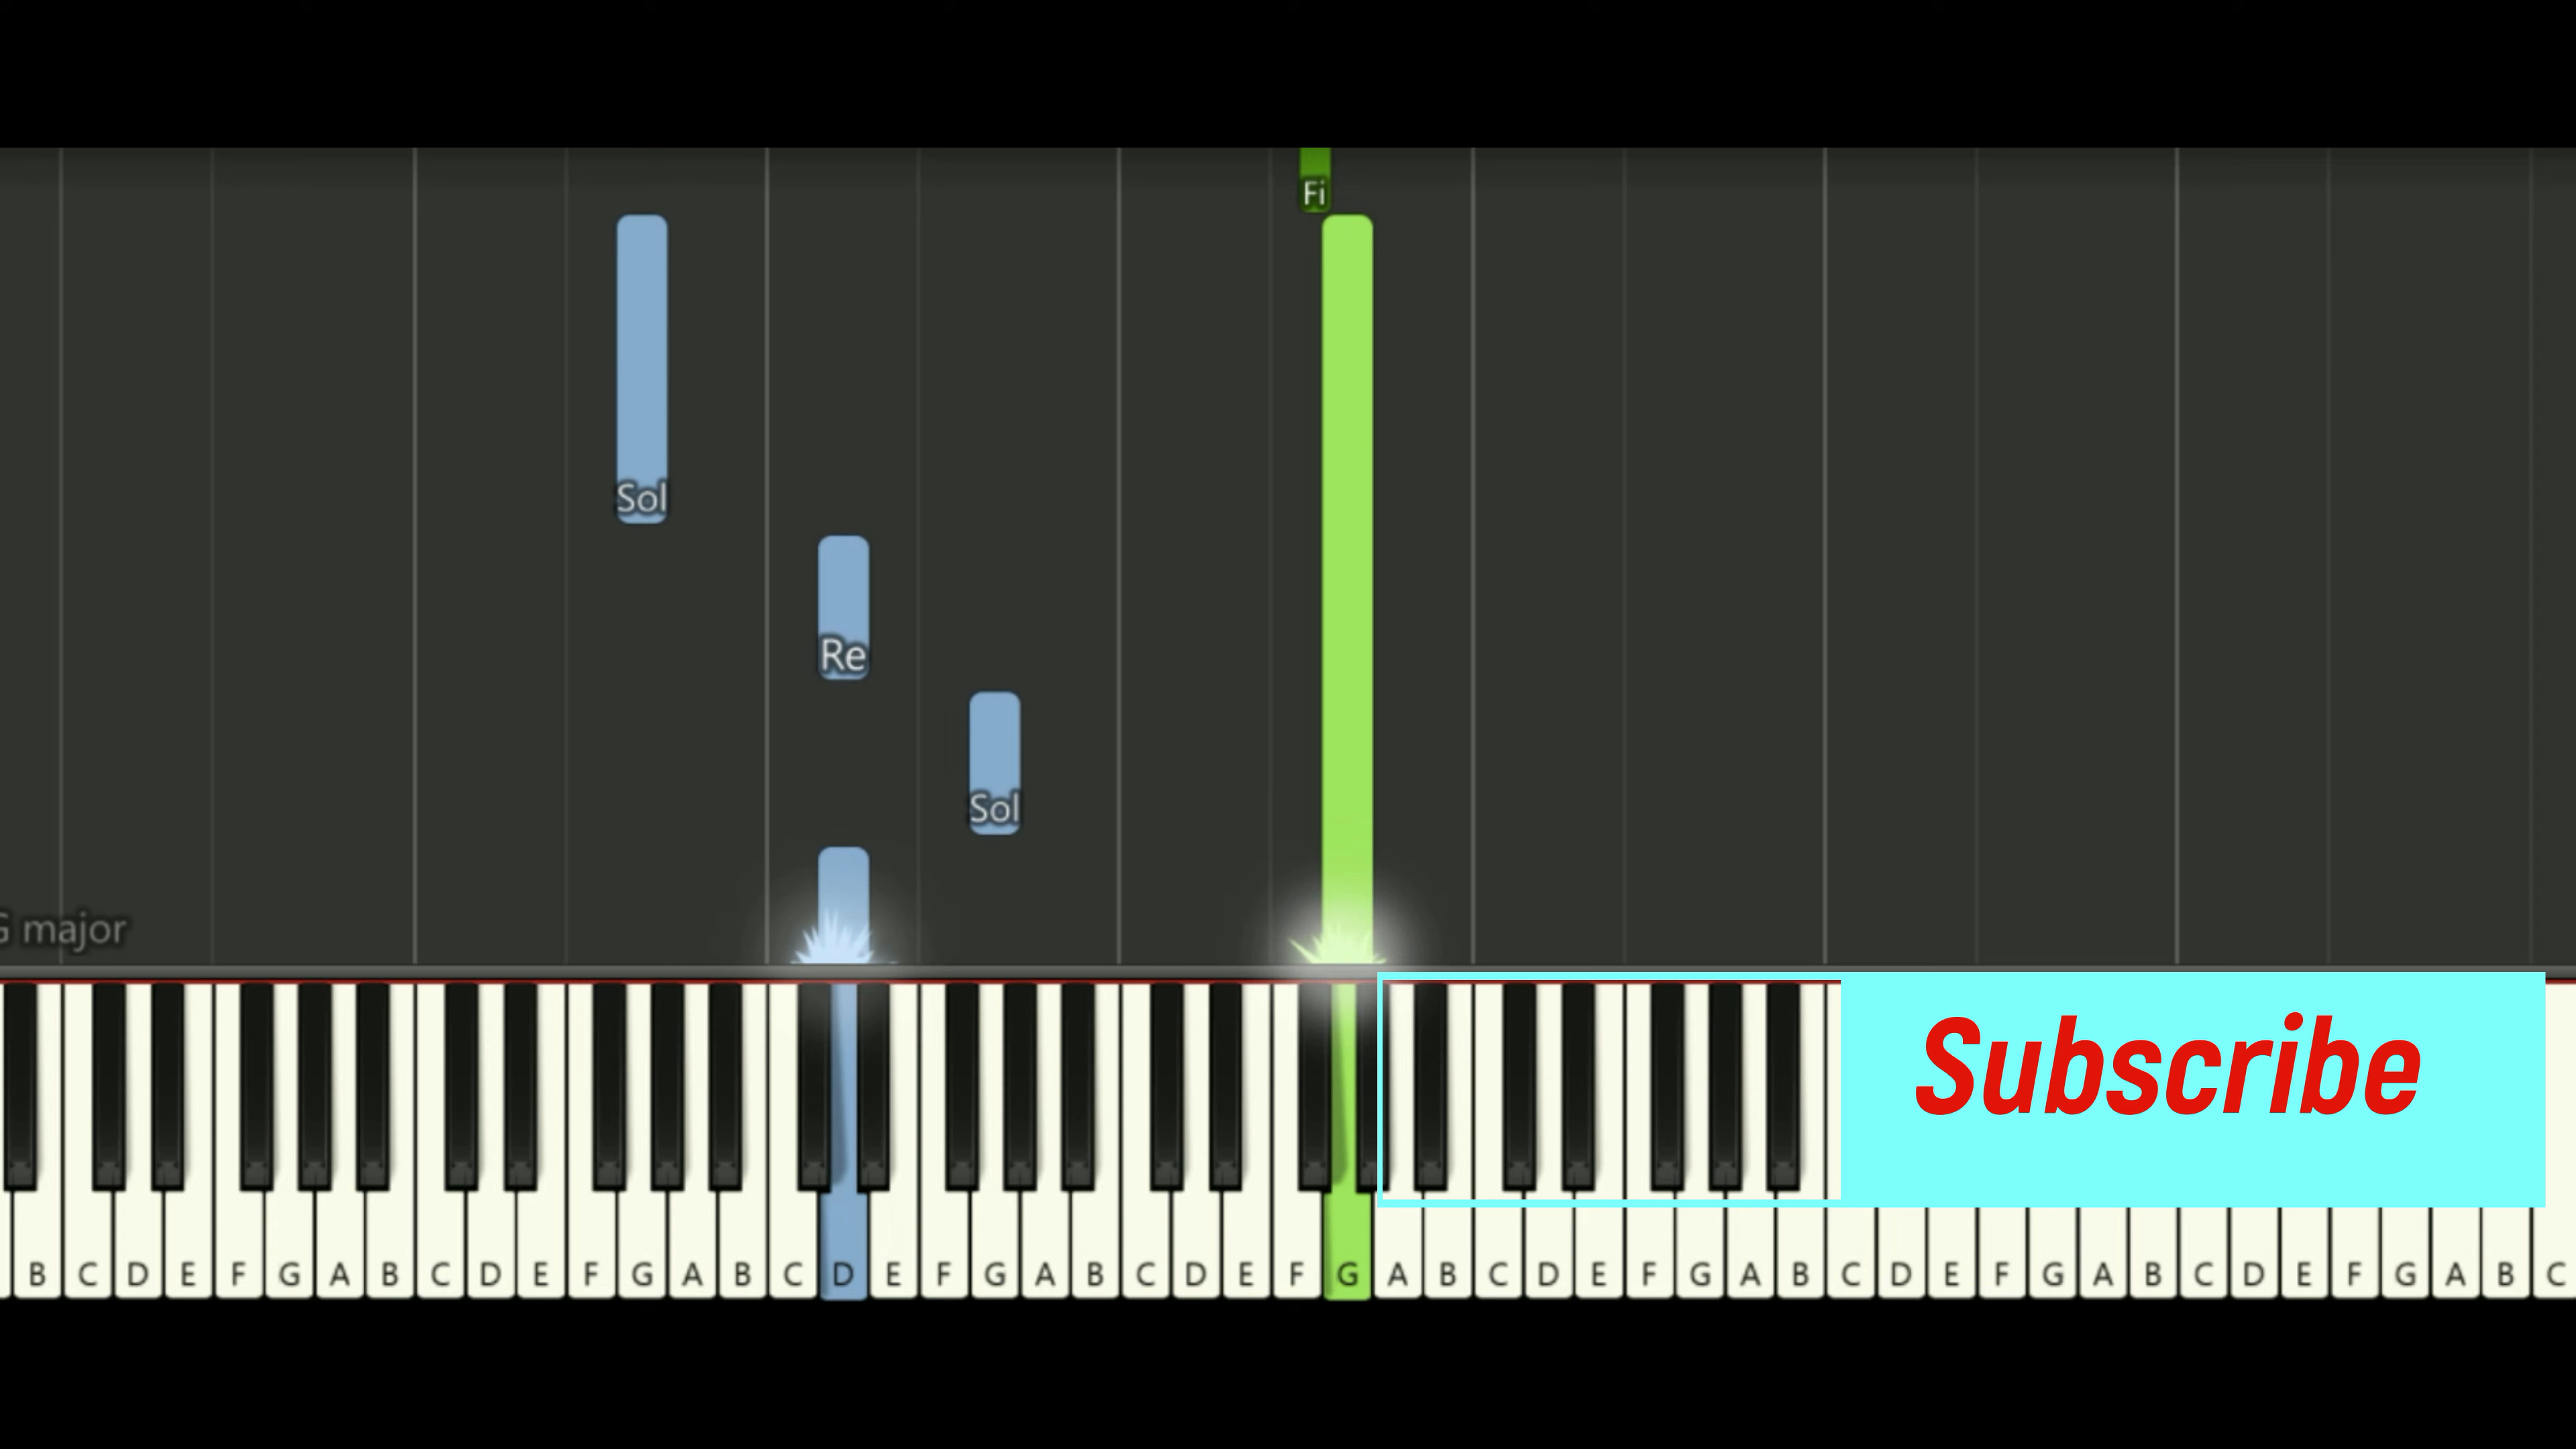 Fi
Sol
Re
Sol
G major
Subscribe
B C D E F G A B C D E F G A B C D E F G A B C D E F G A B C D E F G A B C D E F G A B C D E F G A B C